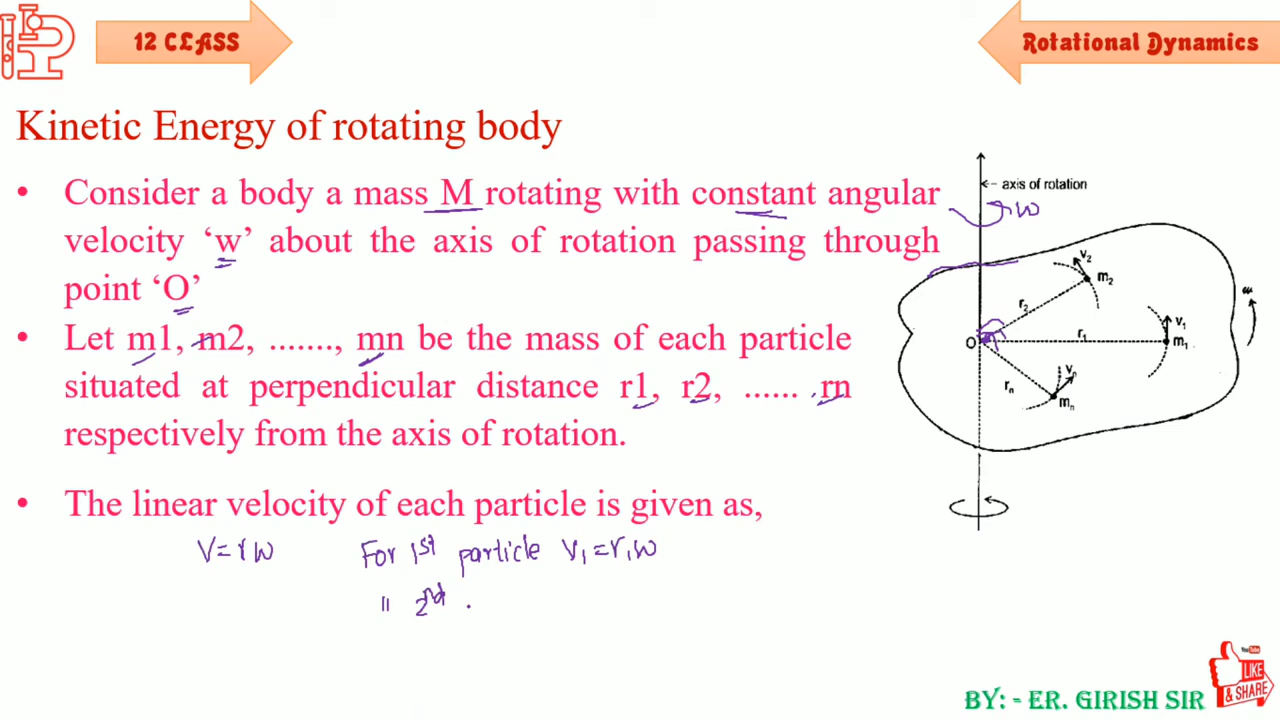 12 CLASS
Rotational Dynamics
Kinetic Energy of rotating body
• Consider a body a mass M rotating with constant angular
velocity ‘w’ about the axis of rotation passing through
point ‘O’
• Let m1, m2, ......., mn be the mass of each particle
situated at perpendicular distance r1, r2, ...... rn
respectively from the axis of rotation.
• The linear velocity of each particle is given as,
V=rw For 1st particle V₁=r₁w
" 2nd
axis of rotation
w
v₂
m₂
r₂
ω
v₁
O r₁ m₁
rₙ vₙ
mₙ
YouTube
LIKE
& SHARE
BY: - ER. GIRISH SIR